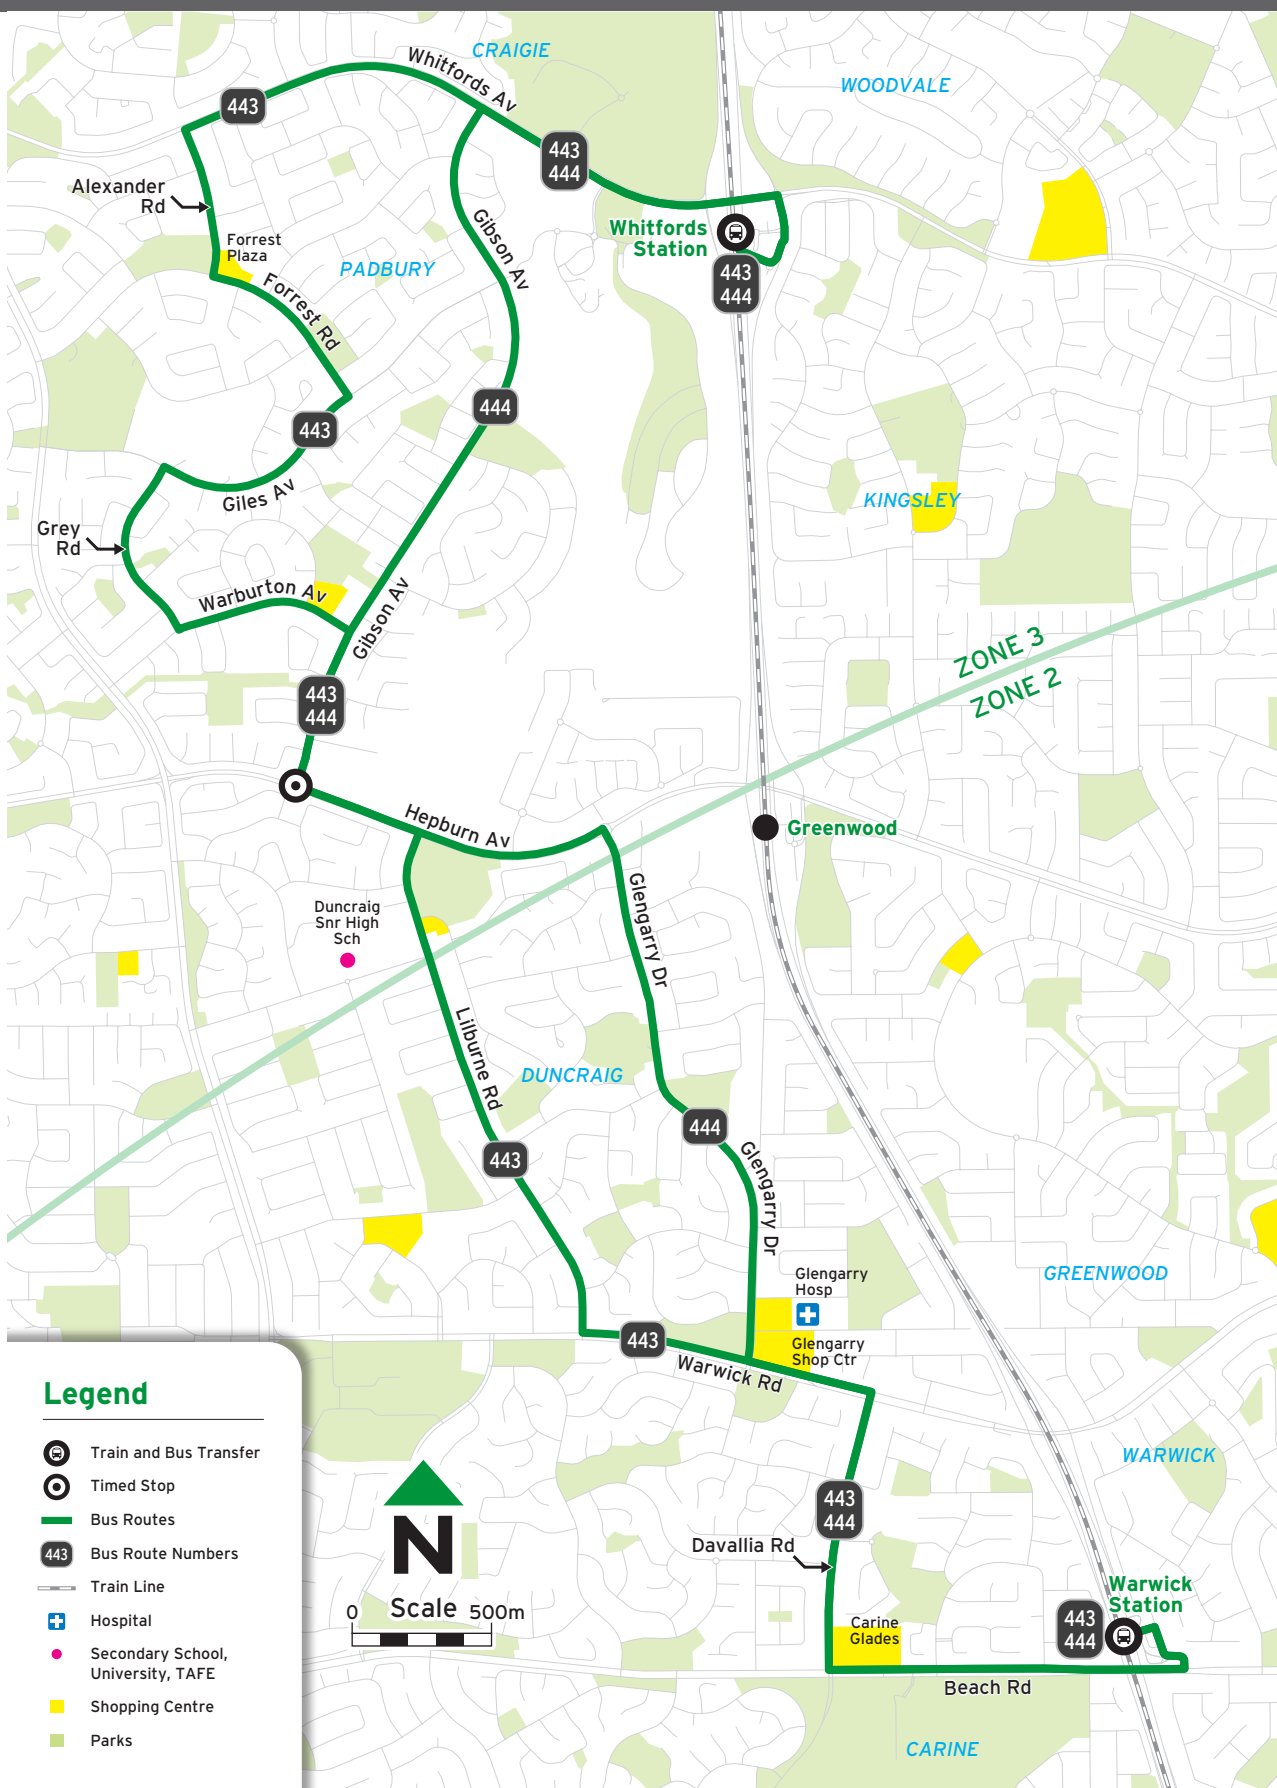 CRAIGIE
Whitfords Av
WOODVALE
443
443
444
Alexander
Rd
Forrest
Plaza
PADBURY
Gibson Av
Whitfords
Station
443
444
Forrest Rd
444
443
Giles Av
KINGSLEY
Grey
Rd
Warburton Av
Gibson Av
ZONE 3
ZONE 2
443
444
Hepburn Av
Greenwood
Glengarry Dr
Duncraig
Snr High
Sch
Lilburne Rd
DUNCRAIG
444
443
Glengarry Dr
GREENWOOD
Glengarry
Hosp
443
Glengarry
Shop Ctr
Warwick Rd
WARWICK
443
444
Davallia Rd
Warwick
Station
443
444
Carine
Glades
Beach Rd
CARINE
N
0 Scale 500m
Legend
Train and Bus Transfer
Timed Stop
Bus Routes
443 Bus Route Numbers
Train Line
Hospital
Secondary School,
University, TAFE
Shopping Centre
Parks